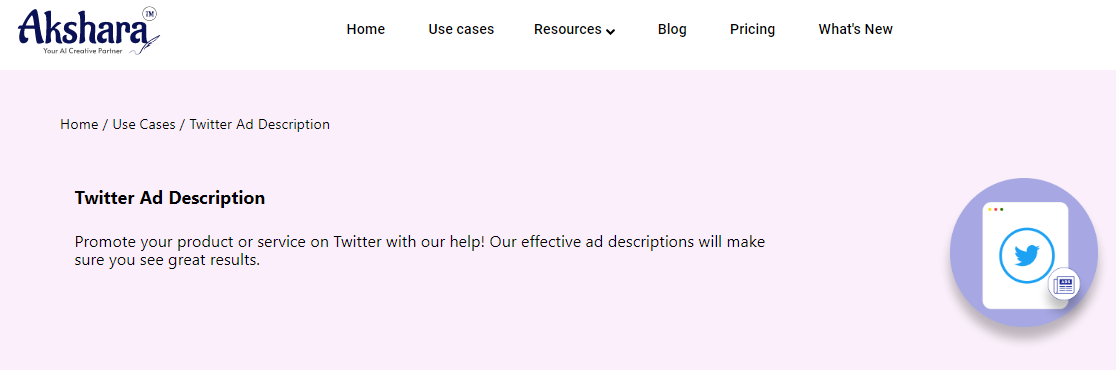 Akshara TM
Your AI Creative Partner
Home Use cases Resources Blog Pricing What's New
Home / Use Cases / Twitter Ad Description
Twitter Ad Description
Promote your product or service on Twitter with our help! Our effective ad descriptions will make
sure you see great results.
ADS